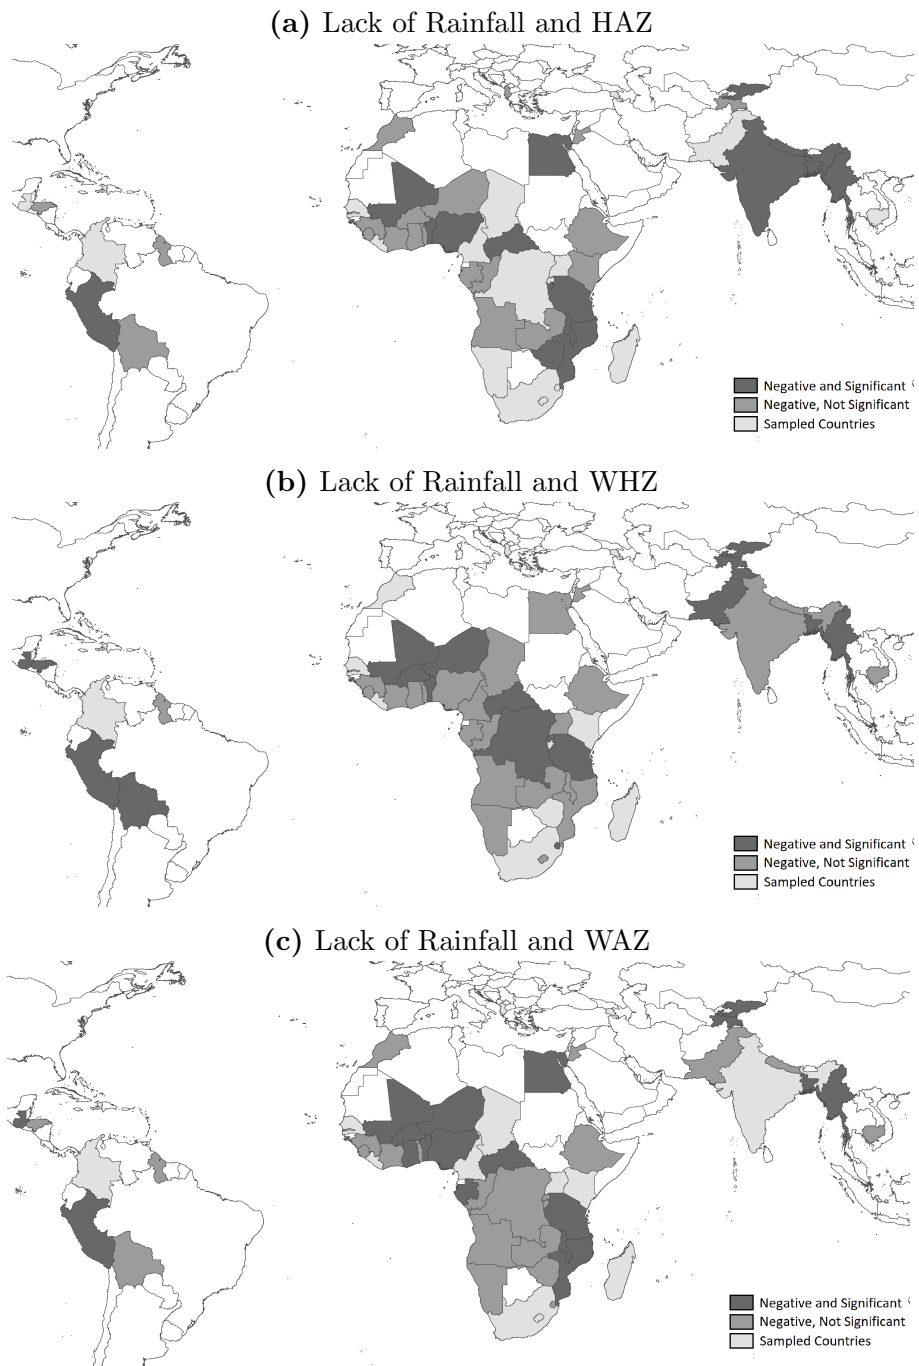 (a) Lack of Rainfall and HAZ
Negative and Significant
Negative, Not Significant
Sampled Countries
(b) Lack of Rainfall and WHZ
Negative and Significant
Negative, Not Significant
Sampled Countries
(c) Lack of Rainfall and WAZ
Negative and Significant
Negative, Not Significant
Sampled Countries